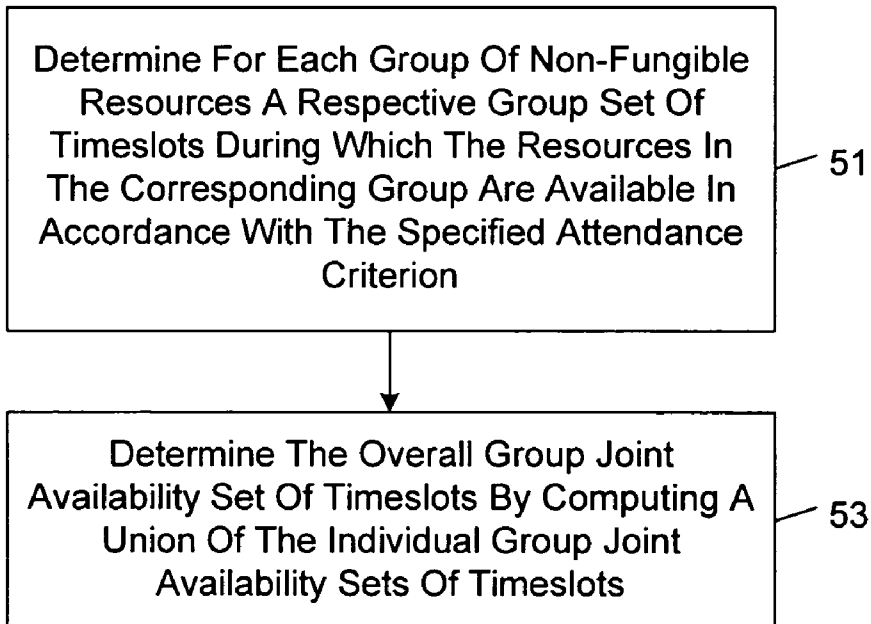 Determine For Each Group Of Non-Fungible
Resources A Respective Group Set Of
Timeslots During Which The Resources In
The Corresponding Group Are Available In
Accordance With The Specified Attendance
Criterion
51
Determine The Overall Group Joint
Availability Set Of Timeslots By Computing A
Union Of The Individual Group Joint
Availability Sets Of Timeslots
53